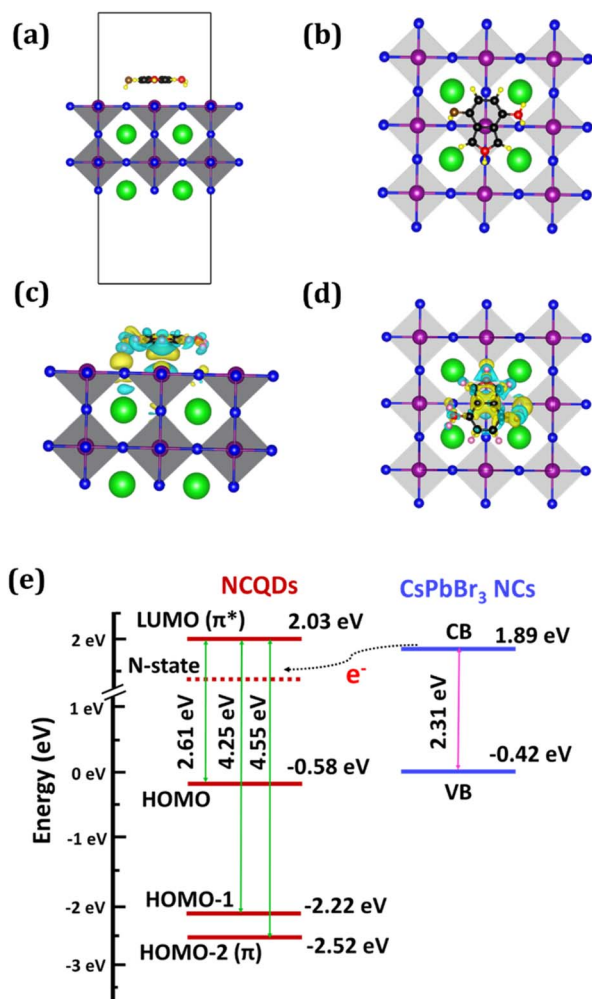 (a)
(b)
(c)
(d)
(e)
NCQDs
CsPbBr₃ NCs
LUMO (π*)
2.03 eV
CB
1.89 eV
2 eV
N-state
e⁻
1 eV
2.61 eV
4.25 eV
4.55 eV
2.31 eV
Energy (eV)
0 eV
-0.58 eV
-0.42 eV
HOMO
VB
-1 eV
HOMO-1
-2 eV
-2.22 eV
HOMO-2 (π)
-2.52 eV
-3 eV